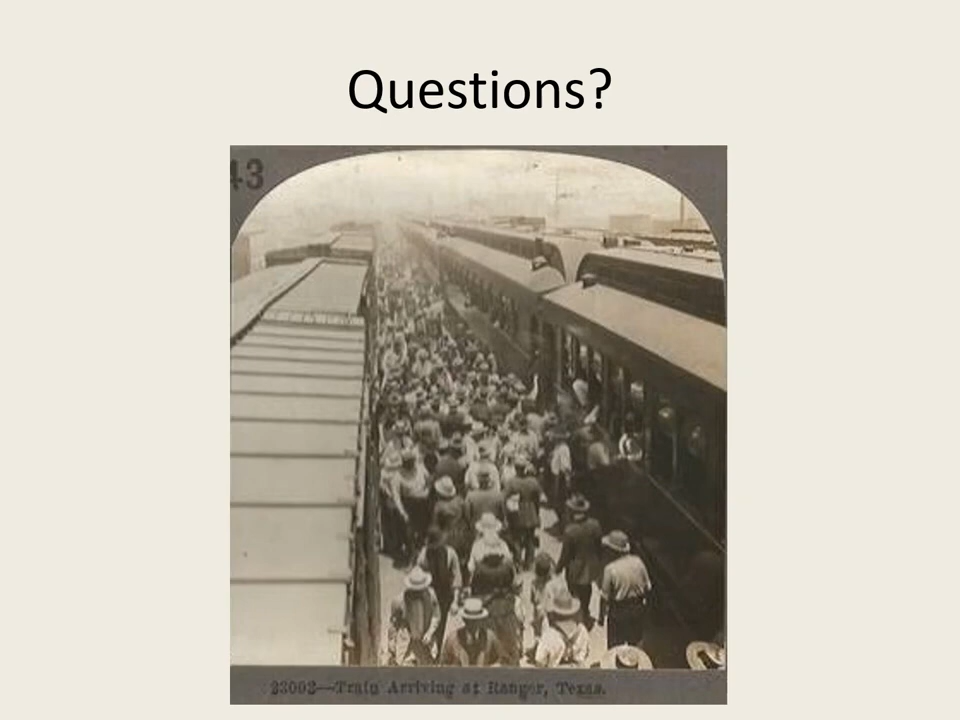 Questions?
43
23002—Train Arriving at Ranger, Texas.